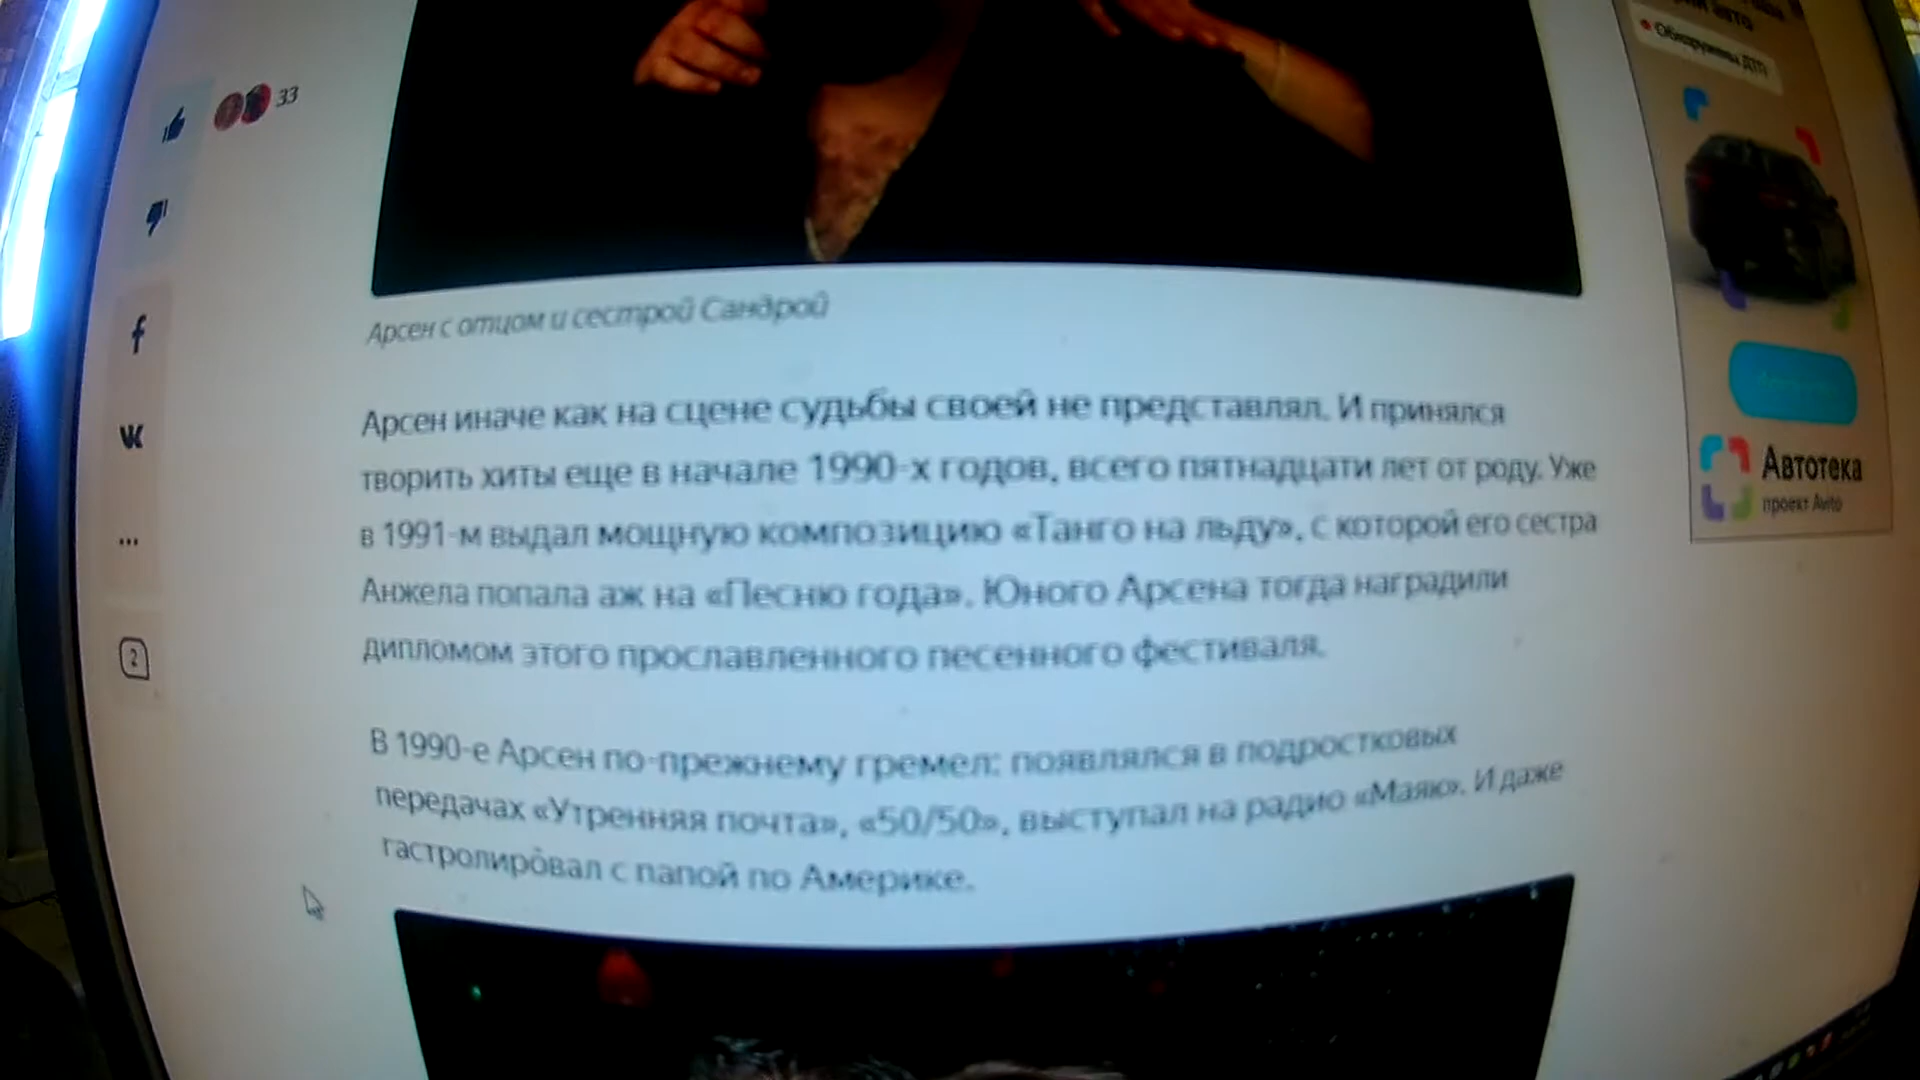 33
Арсен с отцом и сестрой Сандрой
Арсен иначе как на сцене судьбы своей не представлял. И принялся
творить хиты еще в начале 1990-х годов, всего пятнадцати лет от роду. Уже
в 1991-м выдал мощную композицию «Танго на льду», с которой его сестра
Анжела попала аж на «Песню года». Юного Арсена тогда наградили
дипломом этого прославленного песенного фестиваля.
В 1990-е Арсен по-прежнему гремел: появлялся в подростковых
передачах «Утренняя почта», «50/50», выступал на радио «Маяк». И даже
гастролировал с папой по Америке.
2
авто
Обнаружены ДТП
Автотека
проект Avito